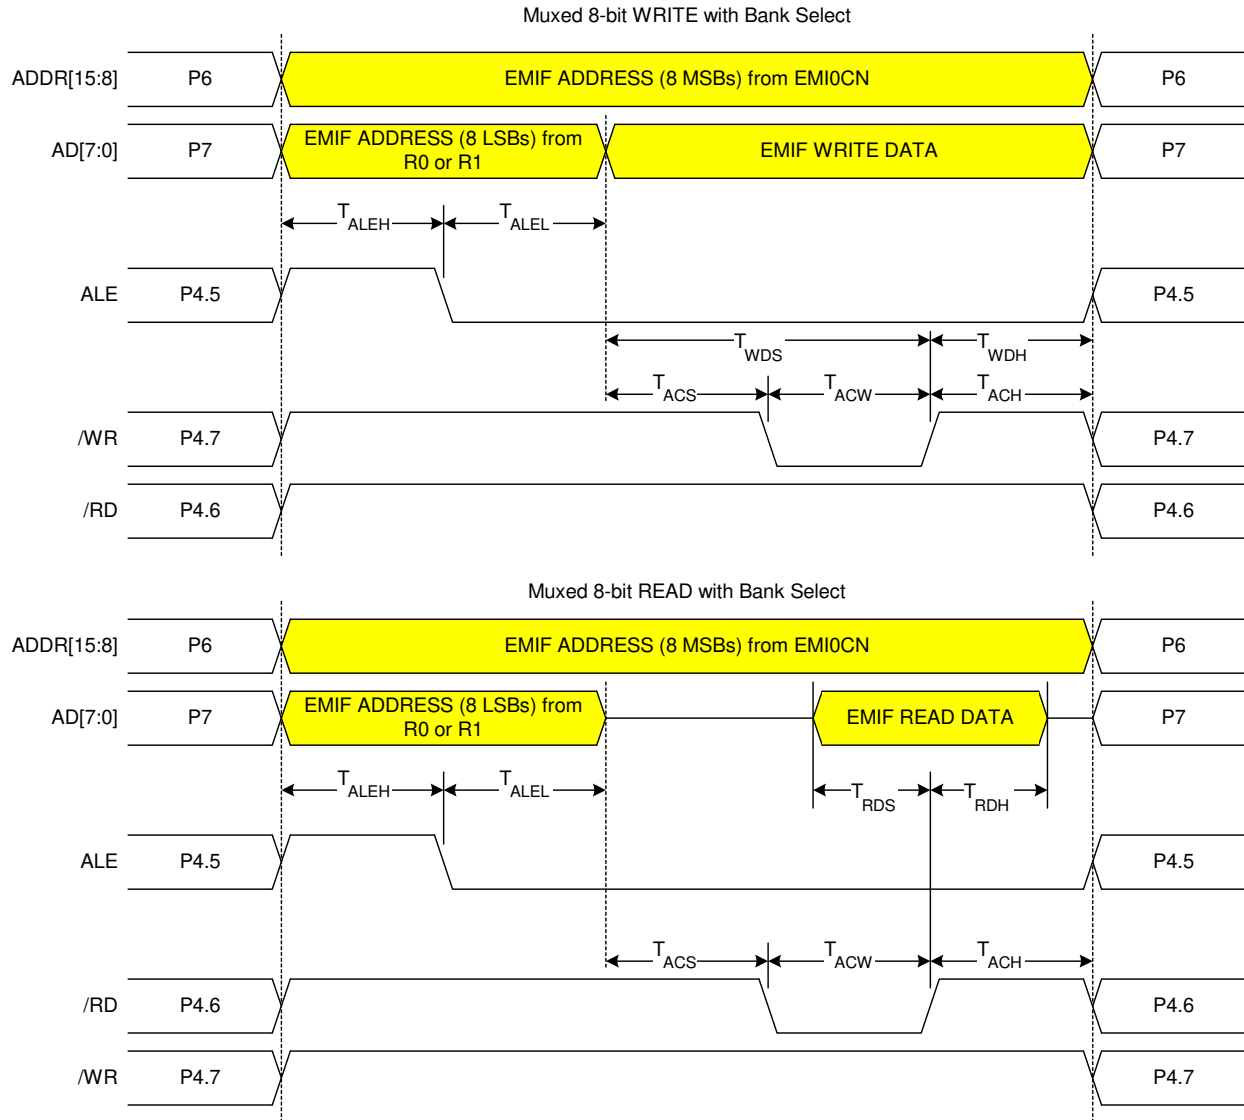 Muxed 8-bit WRITE with Bank Select
ADDR[15:8] P6 EMIF ADDRESS (8 MSBs) from EMI0CN P6
AD[7:0] P7 EMIF ADDRESS (8 LSBs) from
R0 or R1 EMIF WRITE DATA P7
TALEH TALEL
ALE P4.5 P4.5
TWDS TWDH
TACS TACW TACH
/WR P4.7 P4.7
/RD P4.6 P4.6
Muxed 8-bit READ with Bank Select
ADDR[15:8] P6 EMIF ADDRESS (8 MSBs) from EMI0CN P6
AD[7:0] P7 EMIF ADDRESS (8 LSBs) from
R0 or R1 EMIF READ DATA P7
TALEH TALEL TRDS TRDH
ALE P4.5 P4.5
TACS TACW TACH
/RD P4.6 P4.6
/WR P4.7 P4.7